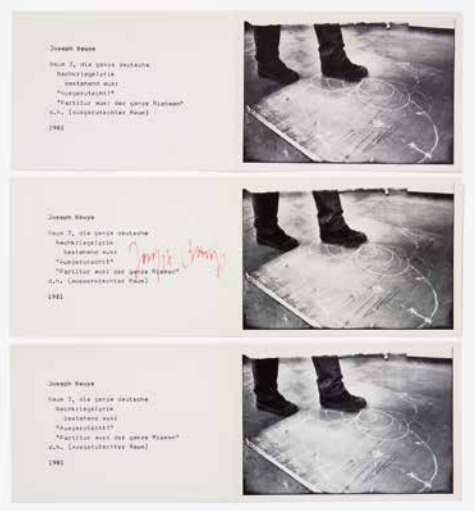 Joseph Beuys
Raum 3, die ganze deutsche
Nachkriegslyrik
bestehend aus:
"Ausgerutscht!"
"Partitur aus: der ganze Riemen"
d.h. (ausgerutschter Raum)
1981
Joseph Beuys
Raum 3, die ganze deutsche
Nachkriegslyrik
bestehend aus:
"Ausgerutscht!"
Joseph Beuys
"Partitur aus: der ganze Riemen"
d.h. (ausgerutschter Raum)
1981
Joseph Beuys
Raum 3, die ganze deutsche
Nachkriegslyrik
bestehend aus:
"Ausgerutscht!"
"Partitur aus: der ganze Riemen"
d.h. (ausgerutschter Raum)
1981